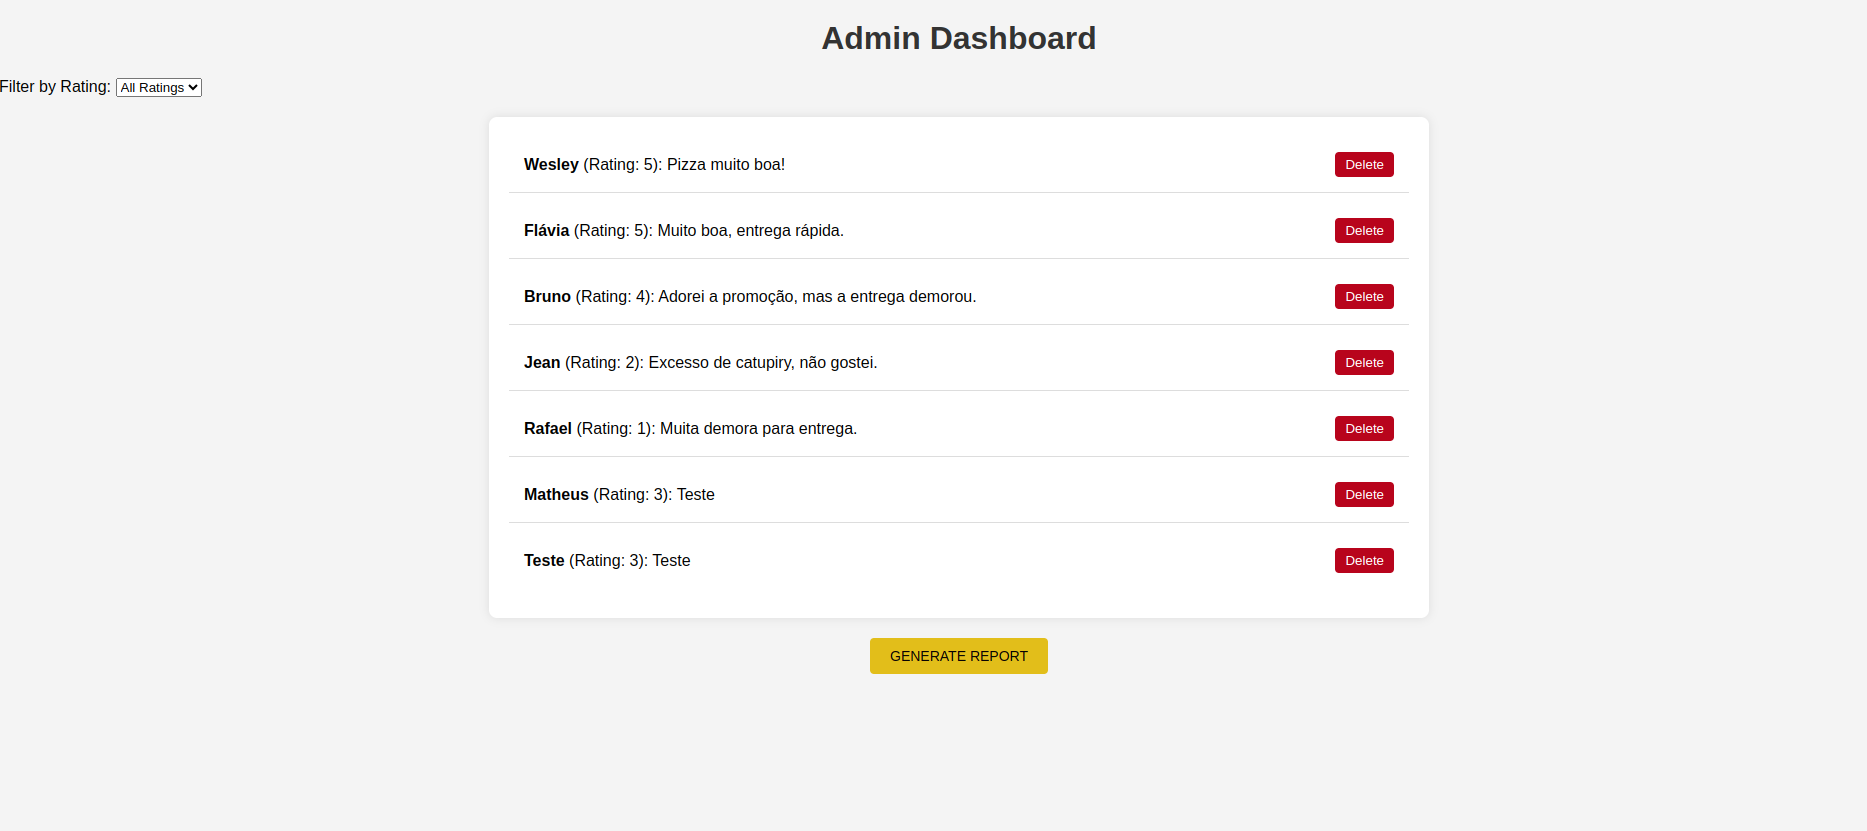 Admin Dashboard
Filter by Rating: All Ratings
Wesley (Rating: 5): Pizza muito boa! Delete
Flávia (Rating: 5): Muito boa, entrega rápida. Delete
Bruno (Rating: 4): Adorei a promoção, mas a entrega demorou. Delete
Jean (Rating: 2): Excesso de catupiry, não gostei. Delete
Rafael (Rating: 1): Muita demora para entrega. Delete
Matheus (Rating: 3): Teste Delete
Teste (Rating: 3): Teste Delete
GENERATE REPORT